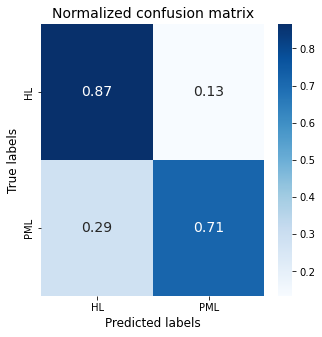 Normalized confusion matrix
True labels
HL
0.87
0.13
PML
0.29
0.71
HL
PML
Predicted labels
0.8
0.7
0.6
0.5
0.4
0.3
0.2